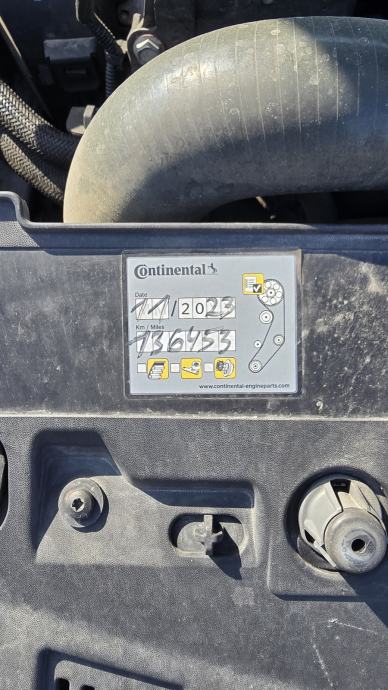 Continental
Date
11/2023
Km / Miles
136453
www.continental-engineparts.com